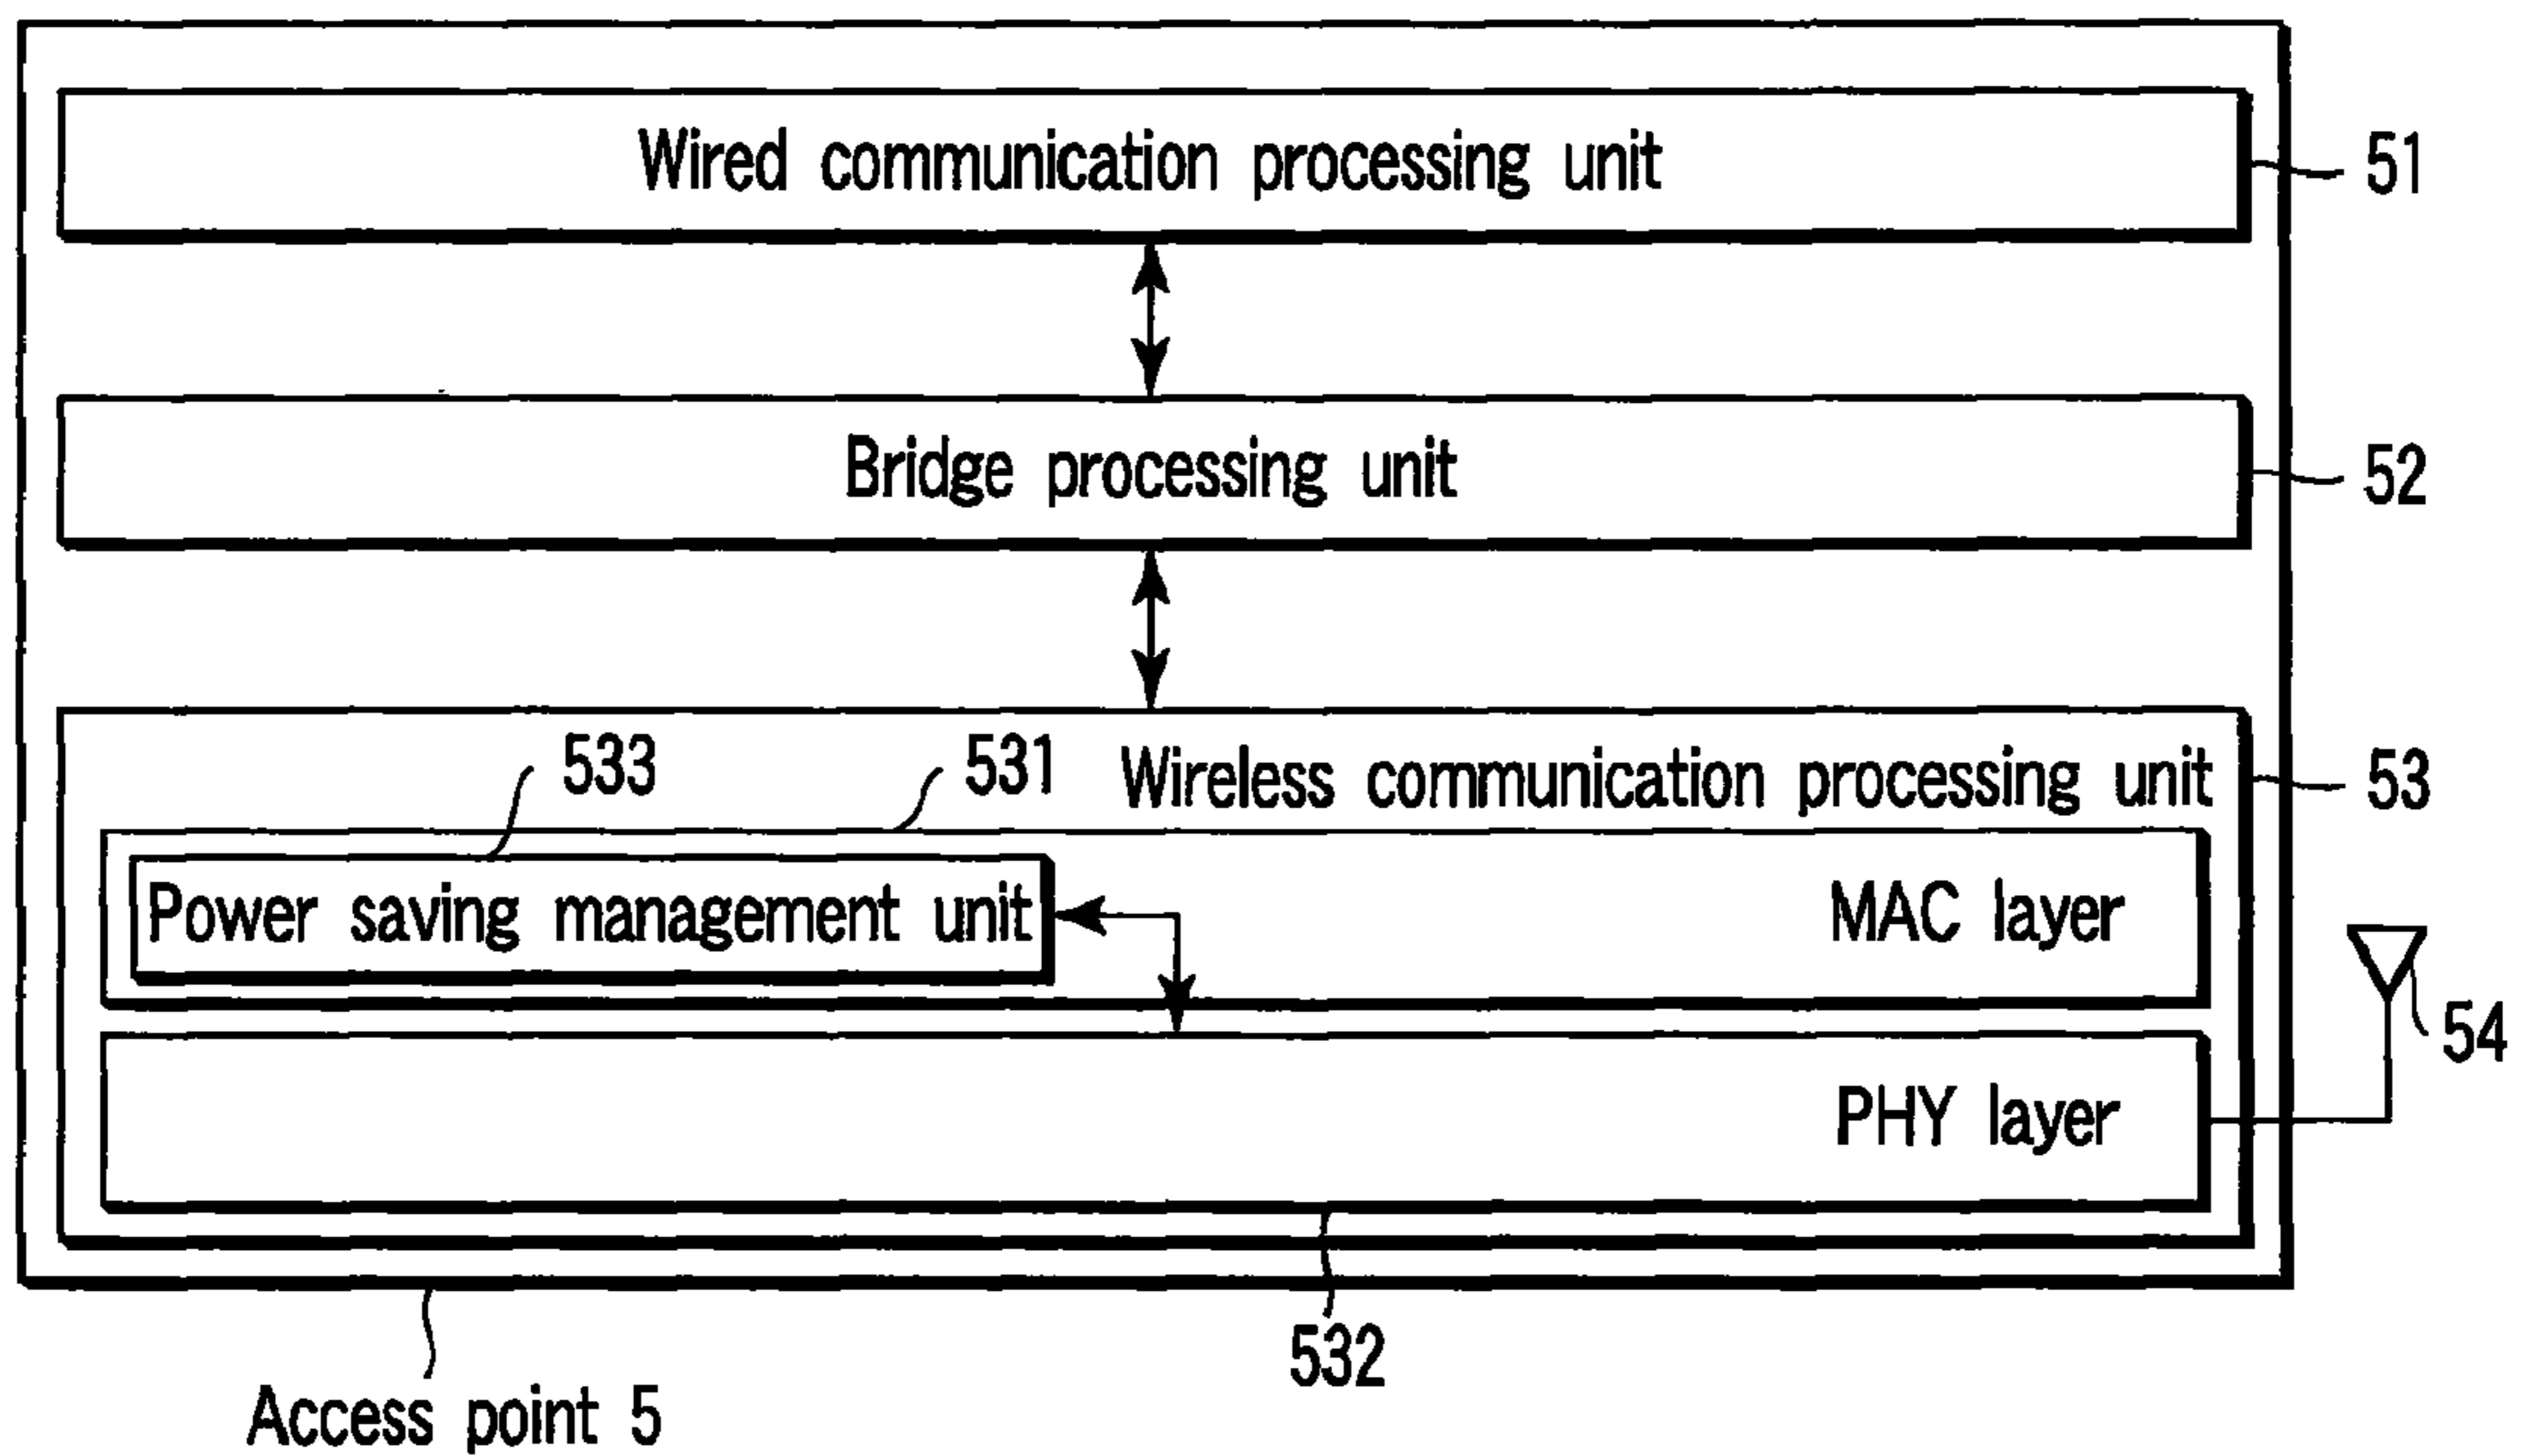 Wired communication processing unit
51
Bridge processing unit
52
533
531
Wireless communication processing unit
53
Power saving management unit
MAC layer
54
PHY layer
532
Access point 5